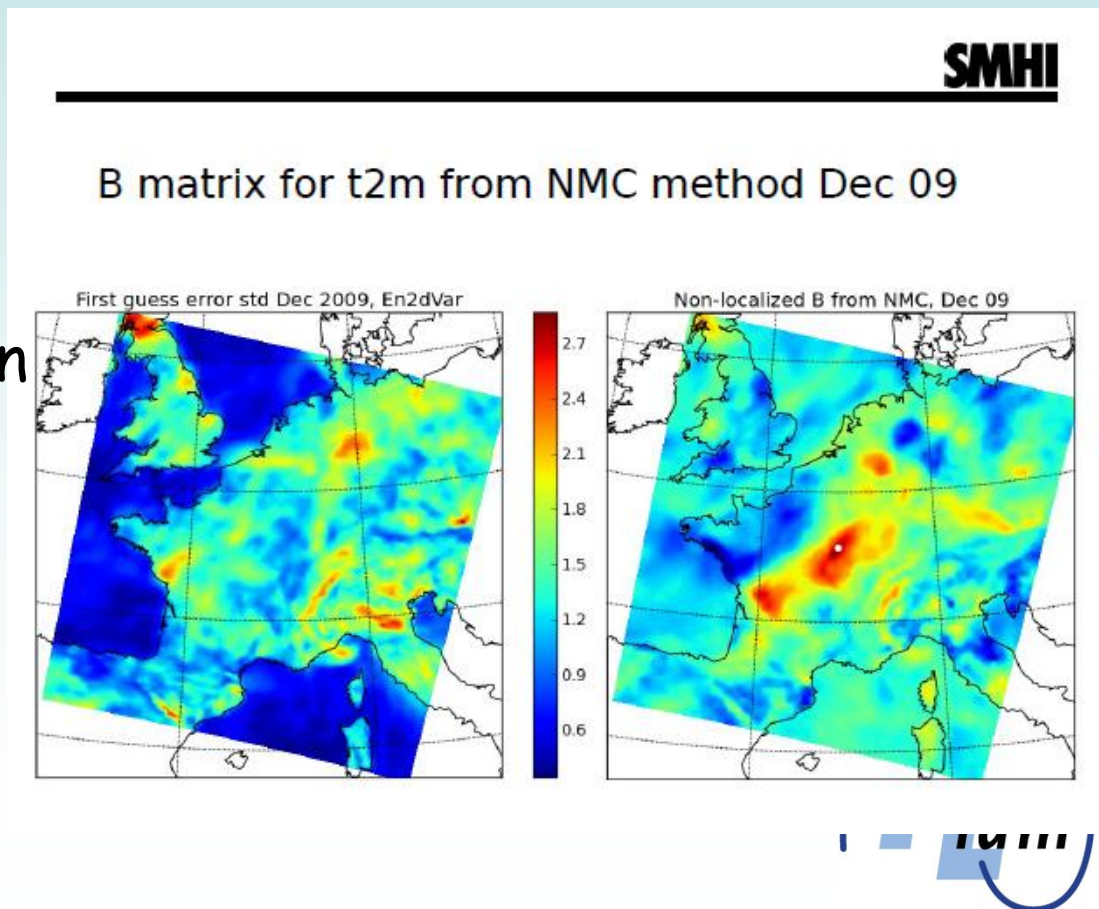 SMHI
B matrix for t2m from NMC method Dec 09
First guess error std Dec 2009, En2dVar
Non-localized B from NMC, Dec 09
n
2.7
2.4
2.1
1.8
1.5
1.2
0.9
0.6